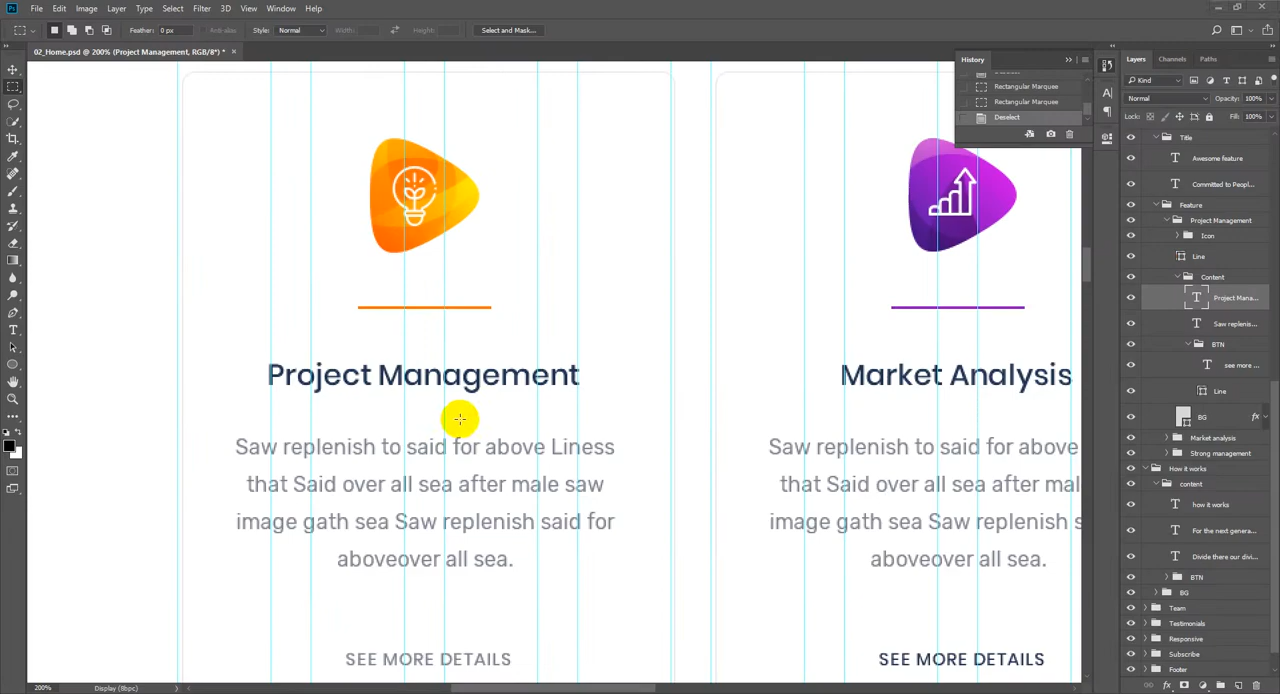 File Edit Image Layer Type Select Filter 3D View Window Help
Feather: 0 px Anti-alias Style: Normal Width: Height: Select and Mask...
02_Home.psd @ 200% (Project Management, RGB/8*) *
History
Rectangular Marquee
Rectangular Marquee
Deselect
Project Management
Saw replenish to said for above Liness
that Said over all sea after male saw
image gath sea Saw replenish said for
aboveover all sea.
SEE MORE DETAILS
Market Analysis
Saw replenish to said for above
that Said over all sea after mal
image gath sea Saw replenish s
aboveover all sea.
SEE MORE DETAILS
Layers Channels Paths
Kind
Normal Opacity: 100%
Lock: Fill: 100%
Title
Awesome feature
Committed to Peopl...
Feature
Project Management
Icon
Line
Content
Project Mana...
Saw replenis...
BTN
see more ...
Line
BG fx
Market analysis
Strong management
How it works
content
how it works
For the next genera...
Divide there our divi...
BTN
BG
Team
Testimonials
Responsive
Subscribe
Footer
200% Display (8bpc)